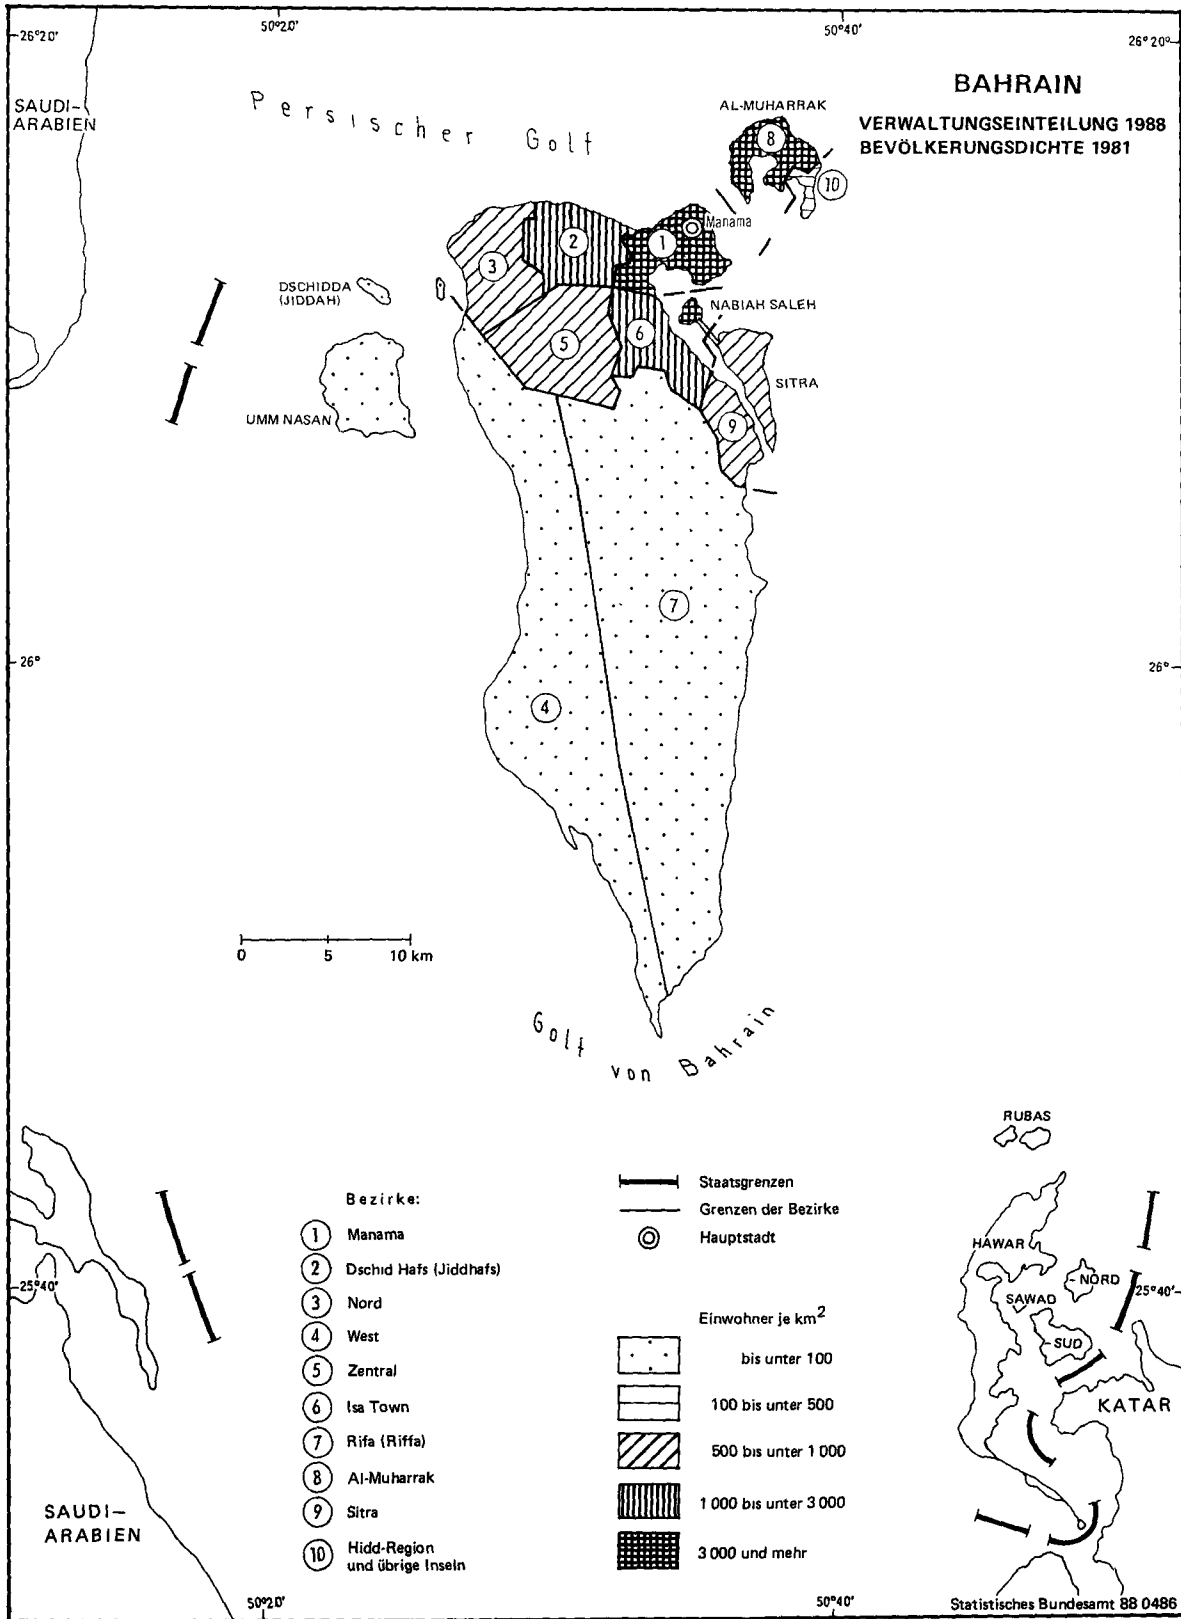 50°20'
50°40'
26°20'
26°20°
BAHRAIN
VERWALTUNGSEINTEILUNG 1988
BEVÖLKERUNGSDICHTE 1981
SAUDI-
ARABIEN
Persischer Golf
AL-MUHARRAK
8
10
Manama
1
2
3
DSCHIDDA
(JIDDAH)
NABIAH SALEH
6
5
SITRA
UMM NASAN
9
7
26°
26°
4
0 5 10 km
Golf von Bahrain
RUBAS
HAWAR
NORD
SAWAD
SUD
25°40'
25°40'
KATAR
Bezirke:
1 Manama
2 Dschid Hafs (Jiddhafs)
3 Nord
4 West
5 Zentral
6 Isa Town
7 Rifa (Riffa)
8 Al-Muharrak
9 Sitra
10 Hidd-Region
und übrige Inseln
Staatsgrenzen
Grenzen der Bezirke
Hauptstadt
Einwohner je km²
bis unter 100
100 bis unter 500
500 bis unter 1 000
1 000 bis unter 3 000
3 000 und mehr
SAUDI-
ARABIEN
50°20'
50°40'
Statistisches Bundesamt 88 0486